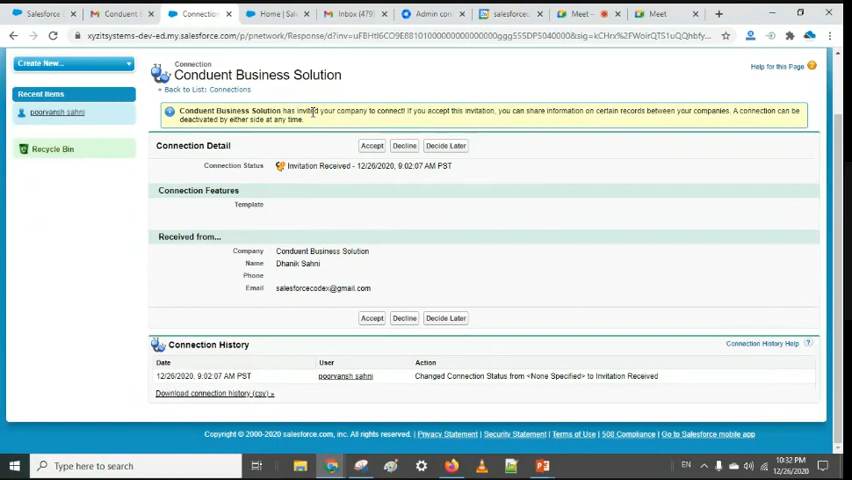 Salesforce
Conduent B
Connection
Home | Sal
Inbox (479)
Admin con
salesforce
Meet
Meet
xyzitsystems-dev-ed.my.salesforce.com/p/pnetwork/Respond/d?inv=
Create New...
Recent Items
poorvansh sahni
Recycle Bin
Connection
Conduent Business Solution
Help for this Page
Back to List: Connections
Conduent Business Solution has invited your company to connect! If you accept this invitation, you can share information on certain records between your companies. A connection can be
deactivated by either side at any time.
Connection Detail Accept Decline Decide Later
Connection Status Invitation Received - 12/26/2020, 9:02:07 AM PST
Connection Features
Template
Received from...
Company Conduent Business Solution
Name Dhanik Sahni
Phone
Email salesforcecodex@gmail.com
Accept Decline Decide Later
Connection History
Connection History Help
Date User Action
12/26/2020, 9:02:07 AM PST poorvansh sahni Changed Connection Status from <None Specified> to Invitation Received
Download connection history (csv) »
Copyright © 2000-2020 salesforce.com, inc. All rights reserved. | Privacy Statement | Security Statement | Terms of Use | 508 Compliance | Go to Salesforce mobile app
Type here to search
EN
10:32 PM
12/26/2020